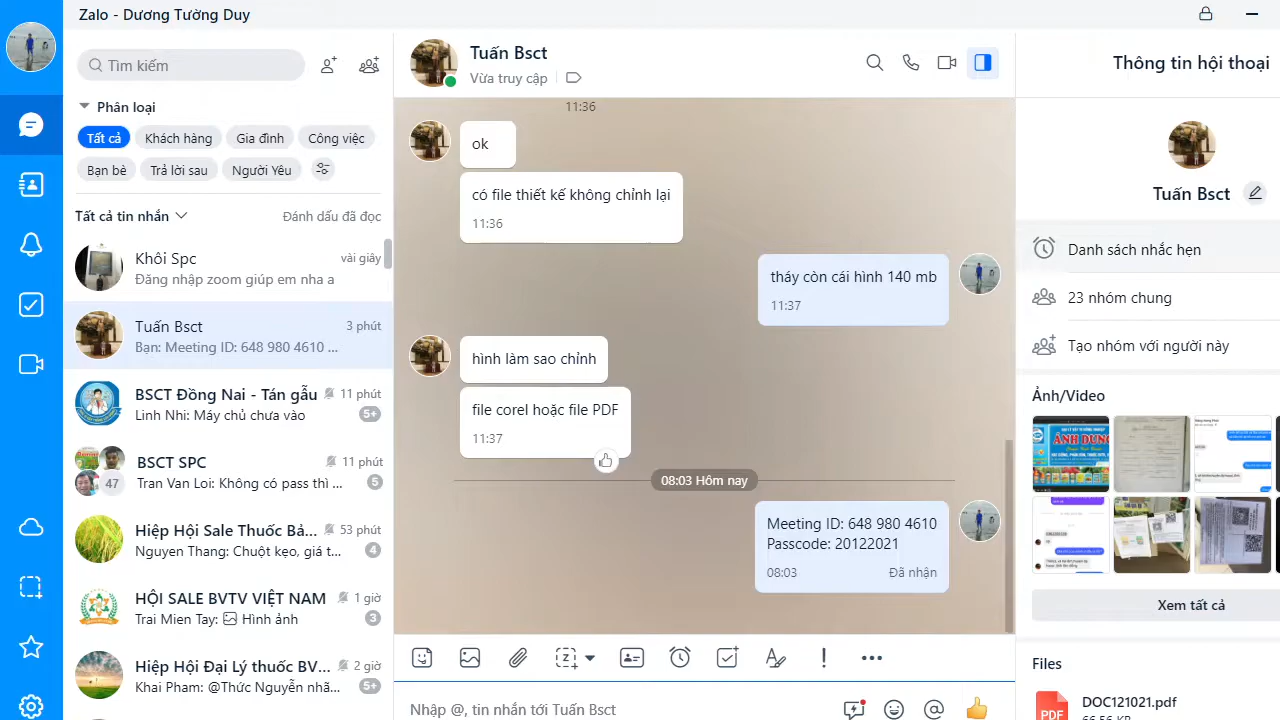 Zalo - Dương Tường Duy
Tìm kiếm
Phân loại
Tất cả
Khách hàng
Gia đình
Công việc
Bạn bè
Trả lời sau
Người Yêu
Tất cả tin nhắn
Đánh dấu đã đọc
Khôi Spc
vài giây
Đăng nhập zoom giúp em nha a
Tuấn Bsct
3 phút
Bạn: Meeting ID: 648 980 4610 ...
BSCT Đồng Nai - Tán gẫu
11 phút
Linh Nhi: Máy chủ chưa vào
5+
BSCT SPC
11 phút
47
Tran Van Loi: Không có pass thì ...
5
Hiệp Hội Sale Thuốc Bả...
53 phút
Nguyen Thang: Chuột kẹo, giá t...
4
HỘI SALE BVTV VIỆT NAM
1 giờ
Trai Mien Tay: Hình ảnh
3
Hiệp Hội Đại Lý thuốc BV...
2 giờ
Khai Pham: @Thức Nguyễn nhã...
5+
Tuấn Bsct
Vừa truy cập
11:36
ok
có file thiết kế không chỉnh lại
11:36
tháy còn cái hình 140 mb
11:37
hình làm sao chỉnh
file corel hoặc file PDF
11:37
08:03 Hôm nay
Meeting ID: 648 980 4610
Passcode: 20122021
08:03
Đã nhận
Nhập @, tin nhắn tới Tuấn Bsct
Thông tin hội thoại
Tuấn Bsct
Danh sách nhắc hẹn
23 nhóm chung
Tạo nhóm với người này
Ảnh/Video
ÁNH DUNG
Xem tất cả
Files
PDF
DOC121021.pdf
66.56 KB